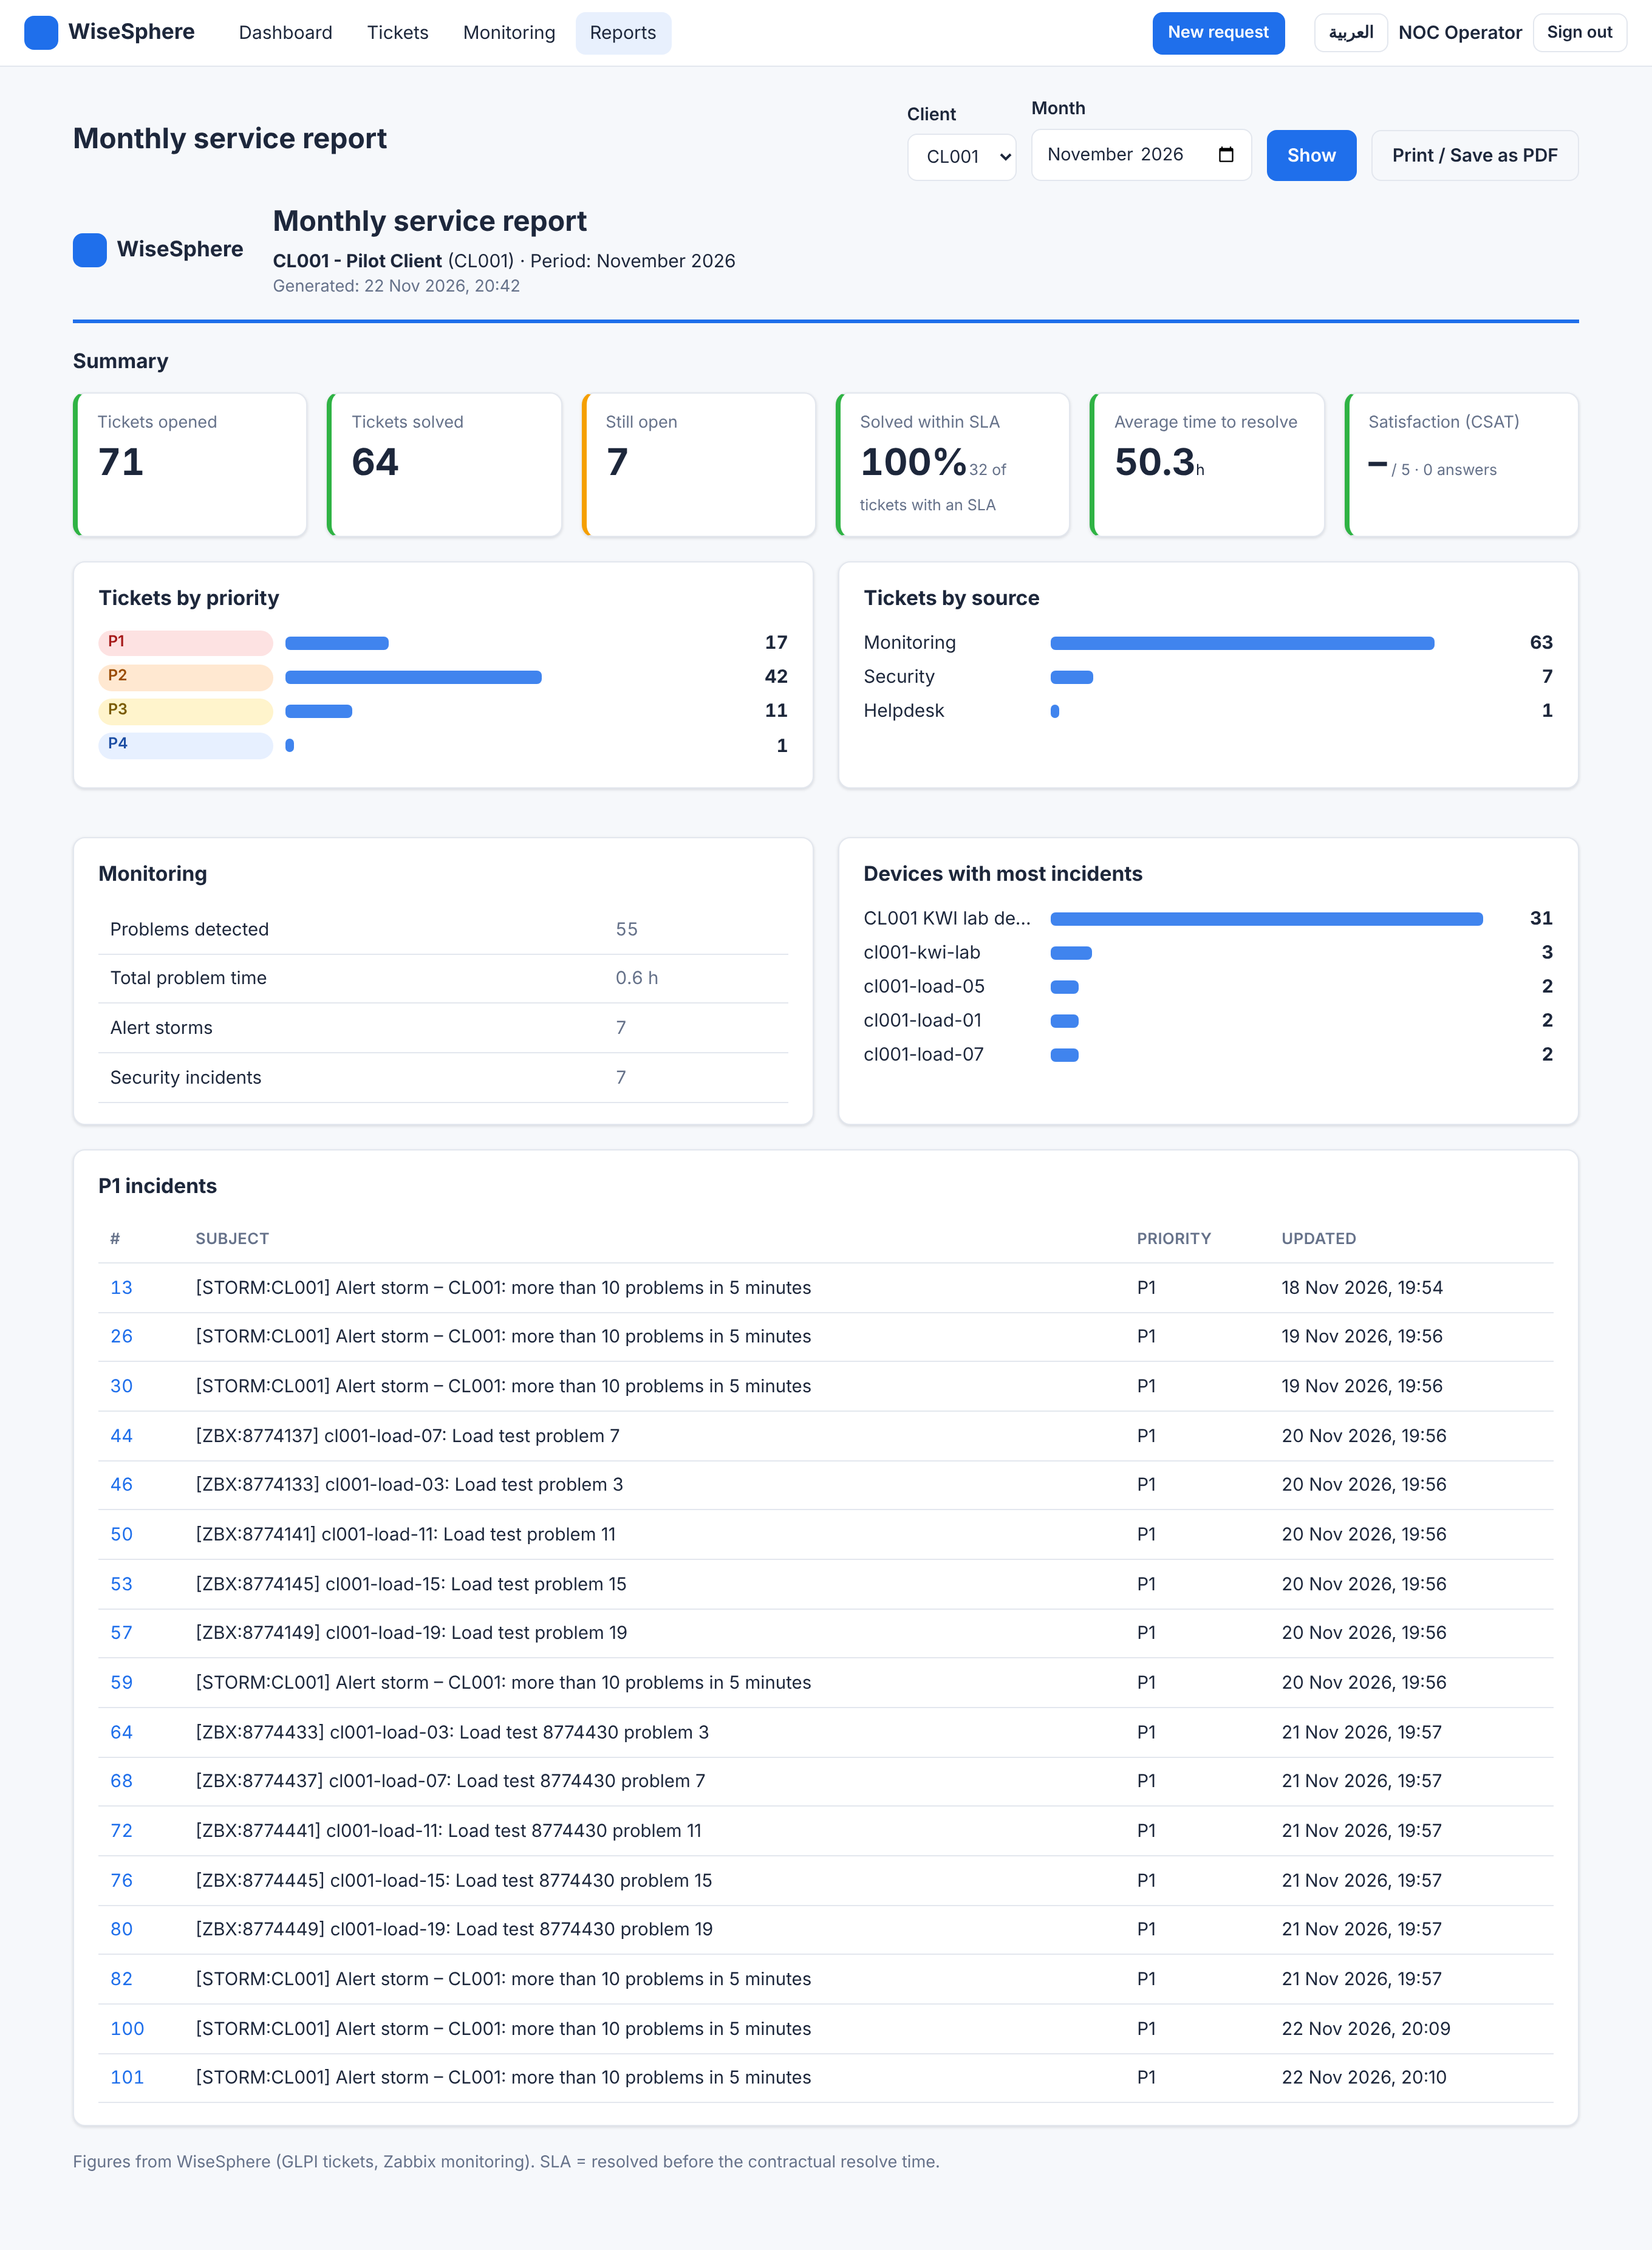 WiseSphere Dashboard Tickets Monitoring Reports New request العربية NOC Operator Sign out
Monthly service report
Client Month
CL001 November 2026 Show Print / Save as PDF
WiseSphere
Monthly service report
CL001 - Pilot Client (CL001) · Period: November 2026
Generated: 22 Nov 2026, 20:42
Summary
Tickets opened
71
Tickets solved
64
Still open
7
Solved within SLA
100% 32 of
tickets with an SLA
Average time to resolve
50.3h
Satisfaction (CSAT)
– / 5 · 0 answers
Tickets by priority
P1 17
P2 42
P3 11
P4 1
Tickets by source
Monitoring 63
Security 7
Helpdesk 1
Monitoring
Problems detected 55
Total problem time 0.6 h
Alert storms 7
Security incidents 7
Devices with most incidents
CL001 KWI lab de... 31
cl001-kwi-lab 3
cl001-load-05 2
cl001-load-01 2
cl001-load-07 2
P1 incidents
# SUBJECT PRIORITY UPDATED
13 [STORM:CL001] Alert storm – CL001: more than 10 problems in 5 minutes P1 18 Nov 2026, 19:54
26 [STORM:CL001] Alert storm – CL001: more than 10 problems in 5 minutes P1 19 Nov 2026, 19:56
30 [STORM:CL001] Alert storm – CL001: more than 10 problems in 5 minutes P1 19 Nov 2026, 19:56
44 [ZBX:8774137] cl001-load-07: Load test problem 7 P1 20 Nov 2026, 19:56
46 [ZBX:8774133] cl001-load-03: Load test problem 3 P1 20 Nov 2026, 19:56
50 [ZBX:8774141] cl001-load-11: Load test problem 11 P1 20 Nov 2026, 19:56
53 [ZBX:8774145] cl001-load-15: Load test problem 15 P1 20 Nov 2026, 19:56
57 [ZBX:8774149] cl001-load-19: Load test problem 19 P1 20 Nov 2026, 19:56
59 [STORM:CL001] Alert storm – CL001: more than 10 problems in 5 minutes P1 20 Nov 2026, 19:56
64 [ZBX:8774433] cl001-load-03: Load test 8774430 problem 3 P1 21 Nov 2026, 19:57
68 [ZBX:8774437] cl001-load-07: Load test 8774430 problem 7 P1 21 Nov 2026, 19:57
72 [ZBX:8774441] cl001-load-11: Load test 8774430 problem 11 P1 21 Nov 2026, 19:57
76 [ZBX:8774445] cl001-load-15: Load test 8774430 problem 15 P1 21 Nov 2026, 19:57
80 [ZBX:8774449] cl001-load-19: Load test 8774430 problem 19 P1 21 Nov 2026, 19:57
82 [STORM:CL001] Alert storm – CL001: more than 10 problems in 5 minutes P1 21 Nov 2026, 19:57
100 [STORM:CL001] Alert storm – CL001: more than 10 problems in 5 minutes P1 22 Nov 2026, 20:09
101 [STORM:CL001] Alert storm – CL001: more than 10 problems in 5 minutes P1 22 Nov 2026, 20:10
Figures from WiseSphere (GLPI tickets, Zabbix monitoring). SLA = resolved before the contractual resolve time.